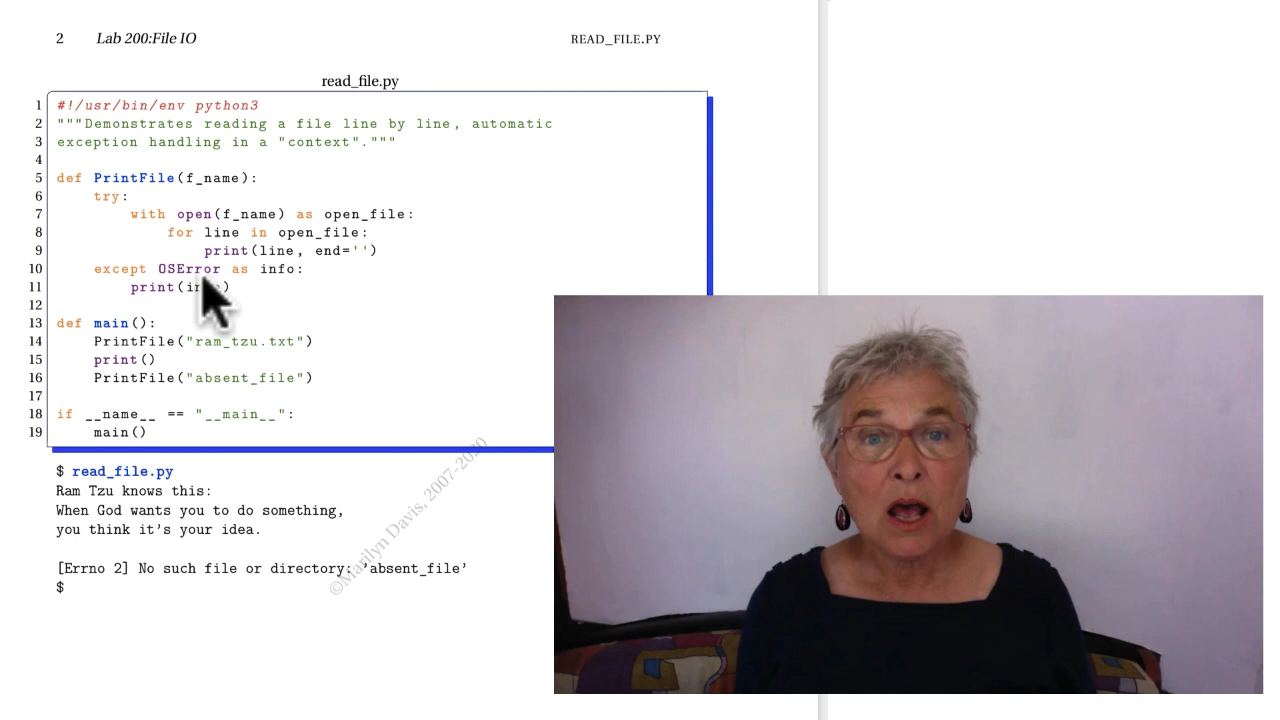 2 Lab 200:File IO READ_FILE.PY
read_file.py
1 #!/usr/bin/env python3
2 """Demonstrates reading a file line by line, automatic
3 exception handling in a "context"."""
4
5 def PrintFile(f_name):
6     try:
7         with open(f_name) as open_file:
8             for line in open_file:
9                 print(line, end='')
10     except OSError as info:
11         print(in )
12
13 def main():
14     PrintFile("ram_tzu.txt")
15     print()
16     PrintFile("absent_file")
17
18 if __name__ == "__main__":
19     main()
$ read_file.py
Ram Tzu knows this:
When God wants you to do something,
you think it's your idea.
[Errno 2] No such file or directory: 'absent_file'
$
©Marilyn Davis, 2007-2020